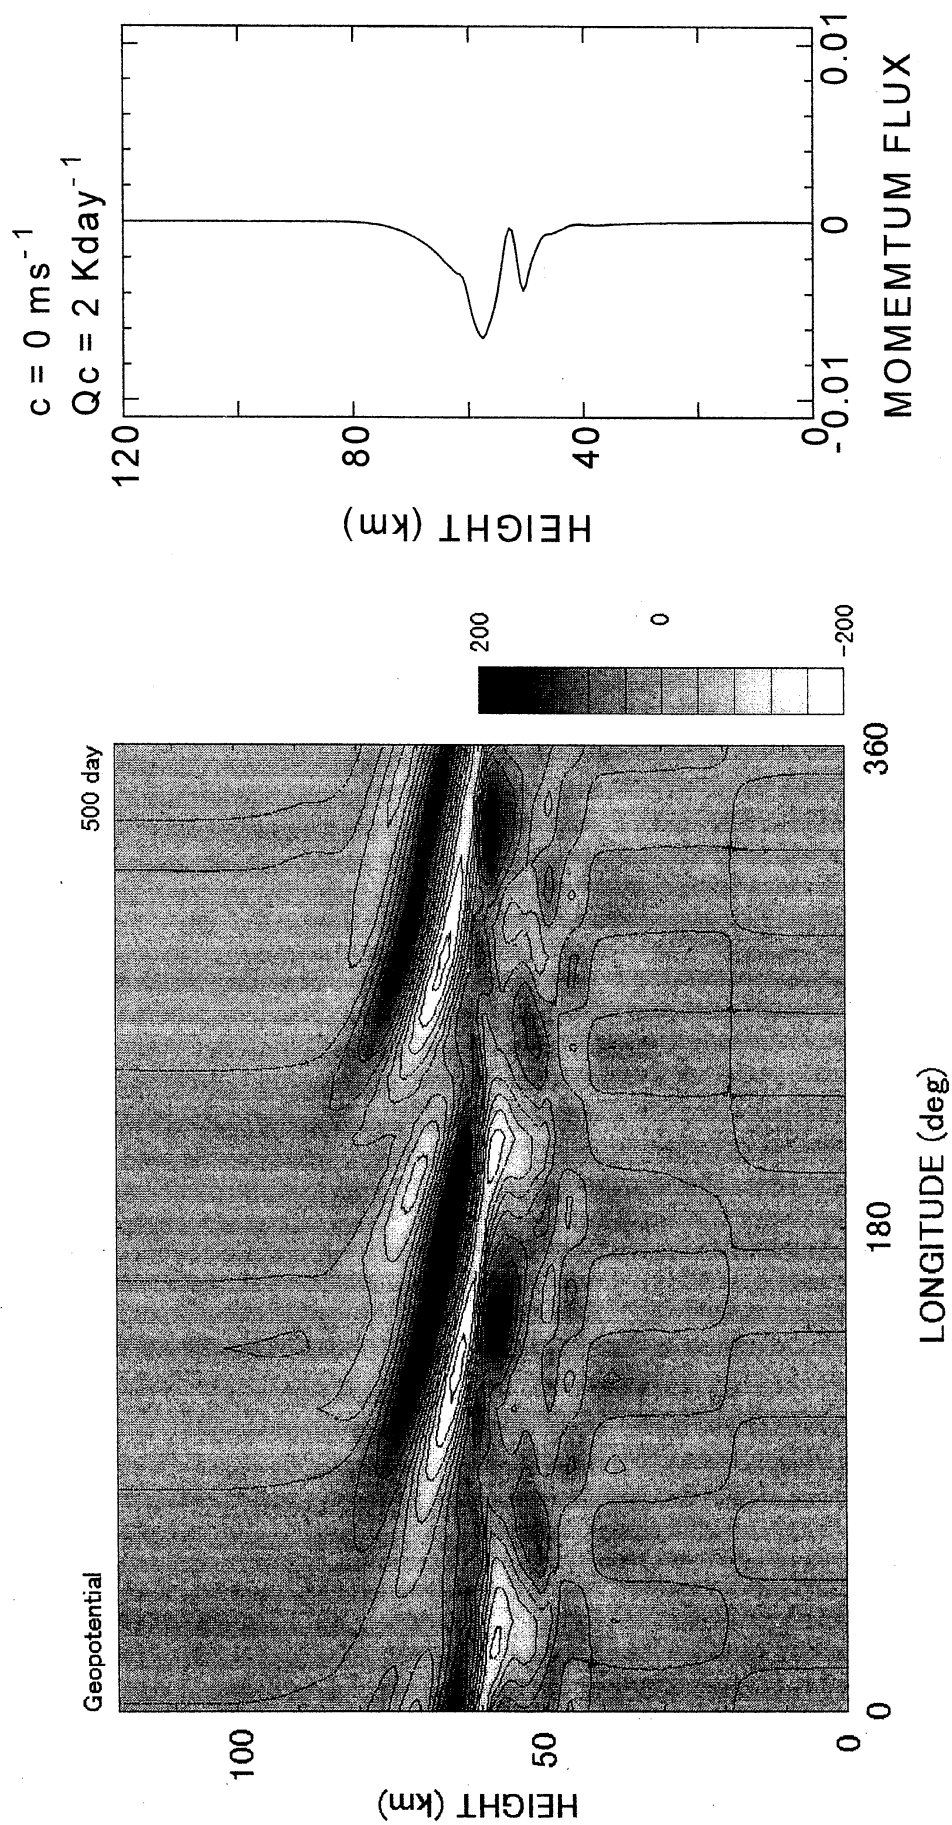 Geopotential
500 day
HEIGHT (km)
100
50
0
0
180
360
LONGITUDE (deg)
200
0
-200
c = 0 ms-1
Qc = 2 Kday-1
HEIGHT (km)
120
80
40
0
-0.01
0
0.01
MOMEMTUM FLUX